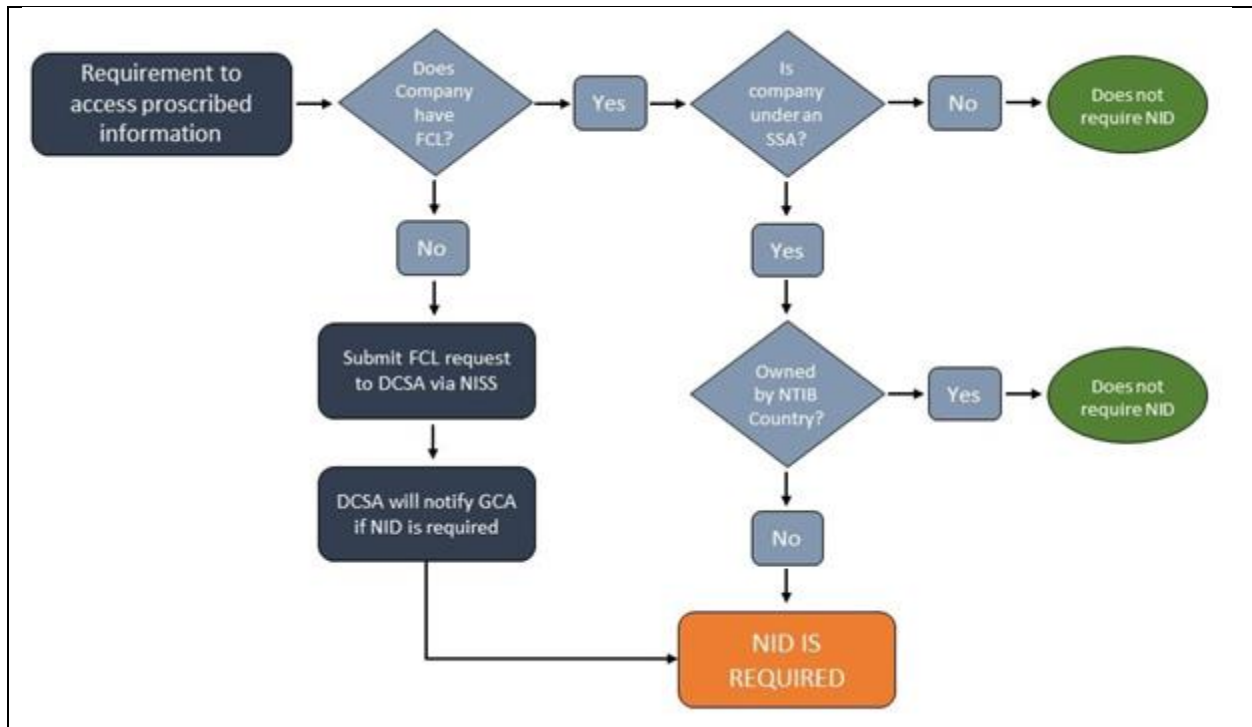 Requirement to
access proscribed
information
Does
Company
have
FCL?
Yes
Is
company
under an
SSA?
No
Does not
require NID
No
Yes
Submit FCL request
to DCSA via NISS
Owned
by NTIB
Country?
Yes
Does not
require NID
DCSA will notify GCA
if NID is required
No
NID IS
REQUIRED